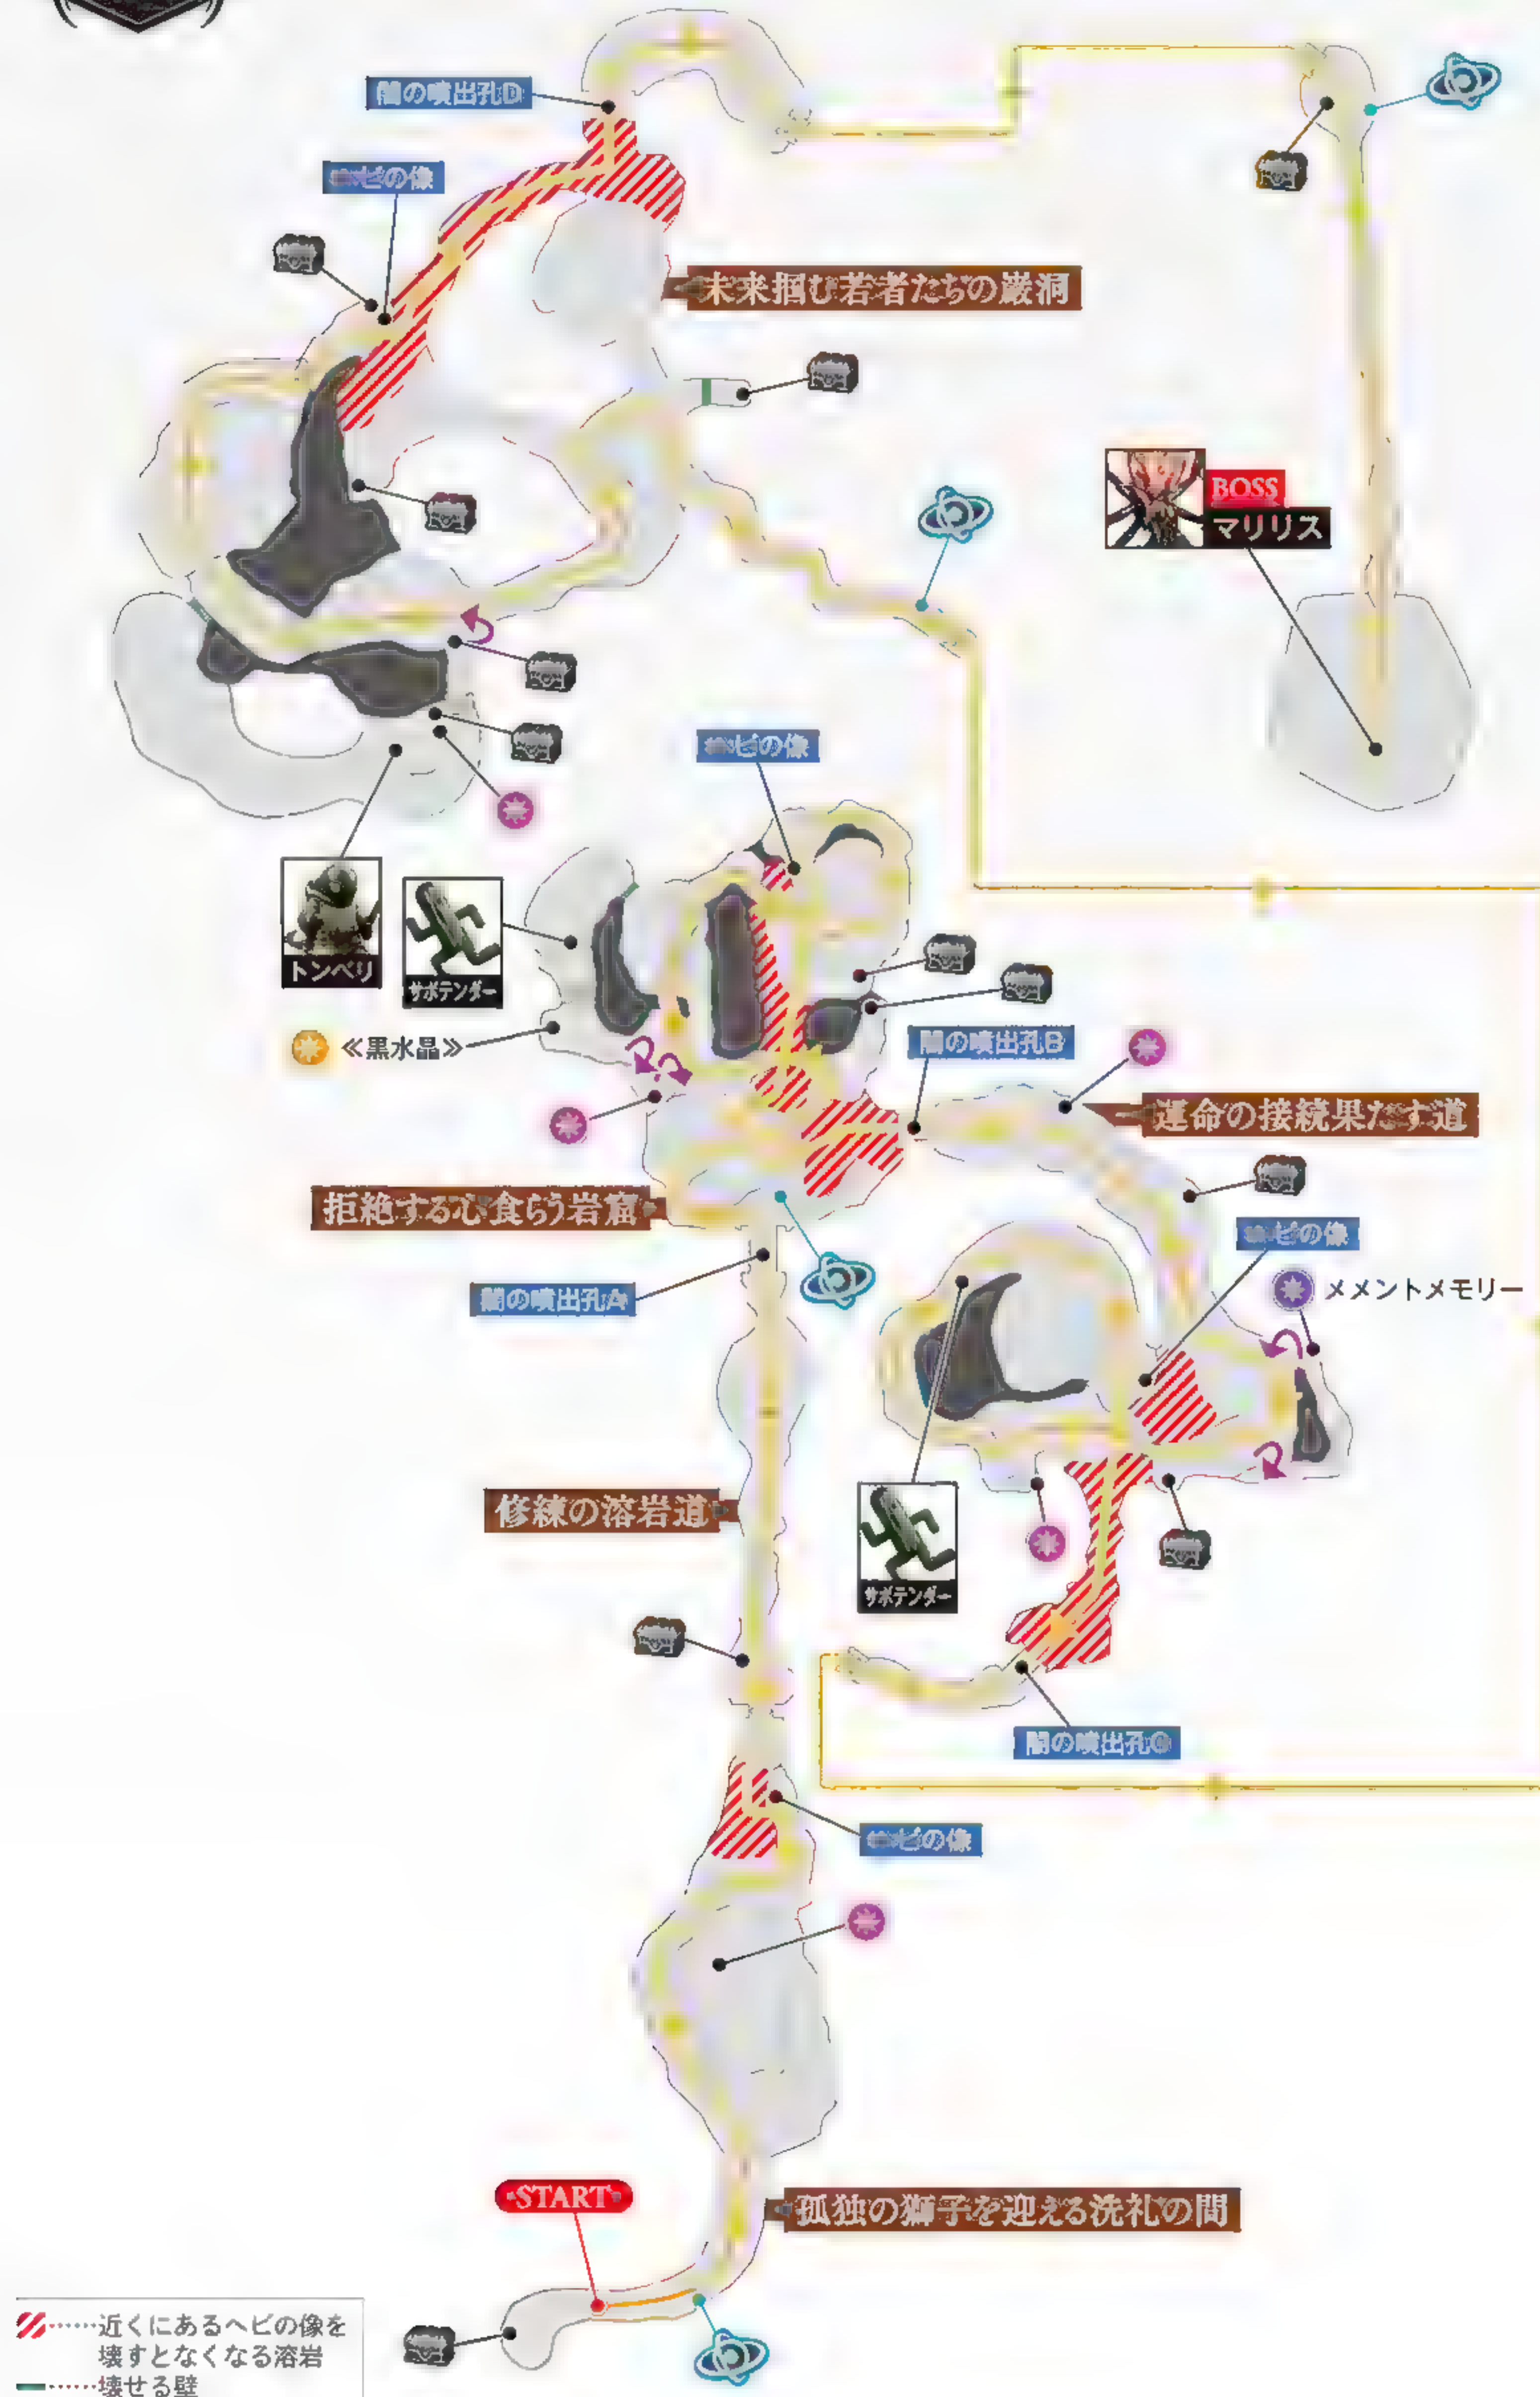 闇の噴出孔D
ヘビの像
未来掴む若者たちの巌洞
BOSS
マリリス
ヘビの像
トンベリ
サボテンダー
≪黒水晶≫
闇の噴出孔B
運命の接続果たす道
拒絶する心食らう岩窟
ヘビの像
闇の噴出孔A
メメントメモリー
修練の溶岩道
サボテンダー
闇の噴出孔C
ヘビの像
START
孤独の獅子を迎える洗礼の間
……近くにあるヘビの像を
壊すとなくなる溶岩
……壊せる壁